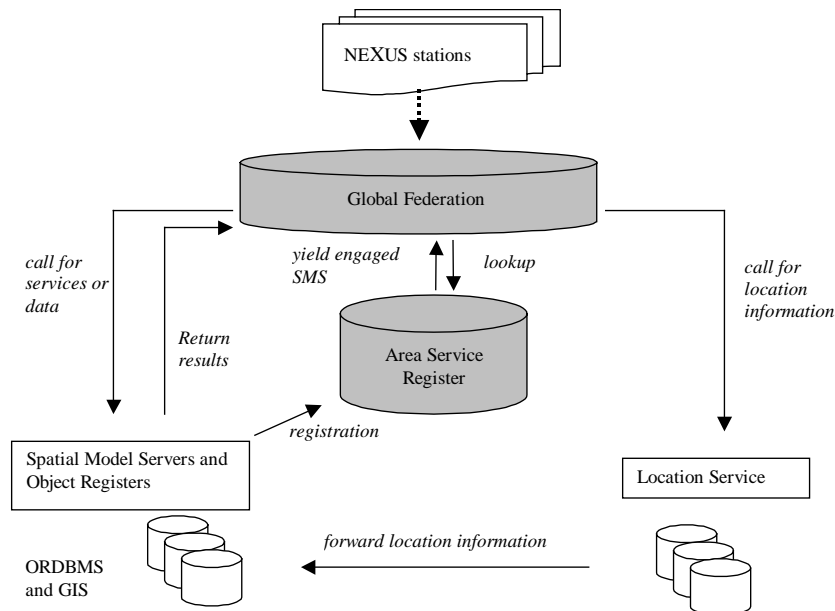 NEXUS stations
Global Federation
call for
services or
data
yield engaged
SMS
lookup
call for
location
information
Return
results
Area Service
Register
registration
Spatial Model Servers and
Object Registers
Location Service
ORDBMS
and GIS
forward location information